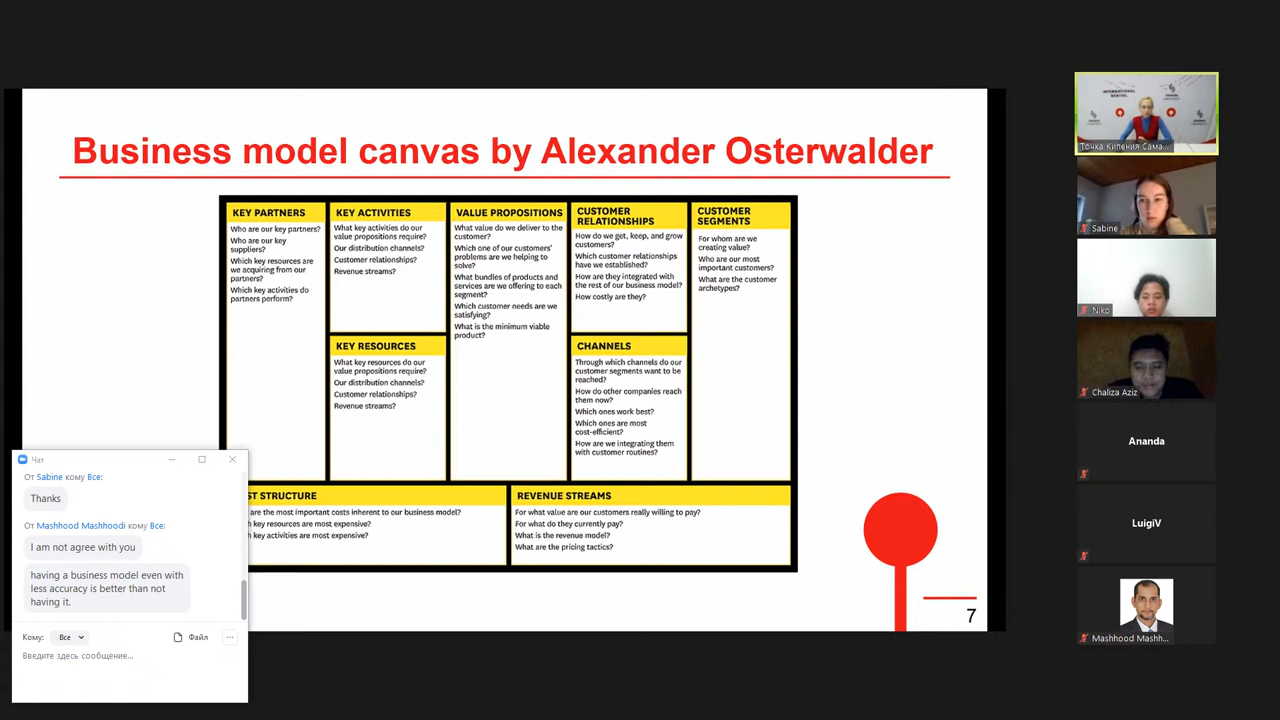 Business model canvas by Alexander Osterwalder
KEY PARTNERS
Who are our key partners?
Who are our key
suppliers?
Which key resources are
we acquiring from our
partners?
Which key activities do
partners perform?
KEY ACTIVITIES
What key activities do our
value propositions require?
Our distribution channels?
Customer relationships?
Revenue streams?
KEY RESOURCES
What key resources do our
value propositions require?
Our distribution channels?
Customer relationships?
Revenue streams?
VALUE PROPOSITIONS
What value do we deliver to the
customer?
Which one of our customers'
problems are we helping to
solve?
What bundles of products and
services are we offering to each
segment?
Which customer needs are we
satisfying?
What is the minimum viable
product?
CUSTOMER
RELATIONSHIPS
How do we get, keep, and grow
customers?
Which customer relationships
have we established?
How are they integrated with
the rest of our business model?
How costly are they?
CHANNELS
Through which channels do our
customer segments want to be
reached?
How do other companies reach
them now?
Which ones work best?
Which ones are most
cost-efficient?
How are we integrating them
with customer routines?
CUSTOMER
SEGMENTS
For whom are we
creating value?
Who are our most
important customers?
What are the customer
archetypes?
ST STRUCTURE
are the most important costs inherent to our business model?
key resources are most expensive?
key activities are most expensive?
REVENUE STREAMS
For what value are our customers really willing to pay?
For what do they currently pay?
What is the revenue model?
What are the pricing tactics?
7
Чат
От Sabine кому Все:
Thanks
От Mashhood Mashhoodi кому Все:
I am not agree with you
having a business model even with
less accuracy is better than not
having it.
Кому: Все Файл
Введите здесь сообщение...
INTERNATIONAL
SCHOOL
Точка Кипения Сама...
Sabine
Niko
Chaliza Aziz
Ananda
LuigiV
Mashhood Mashh...